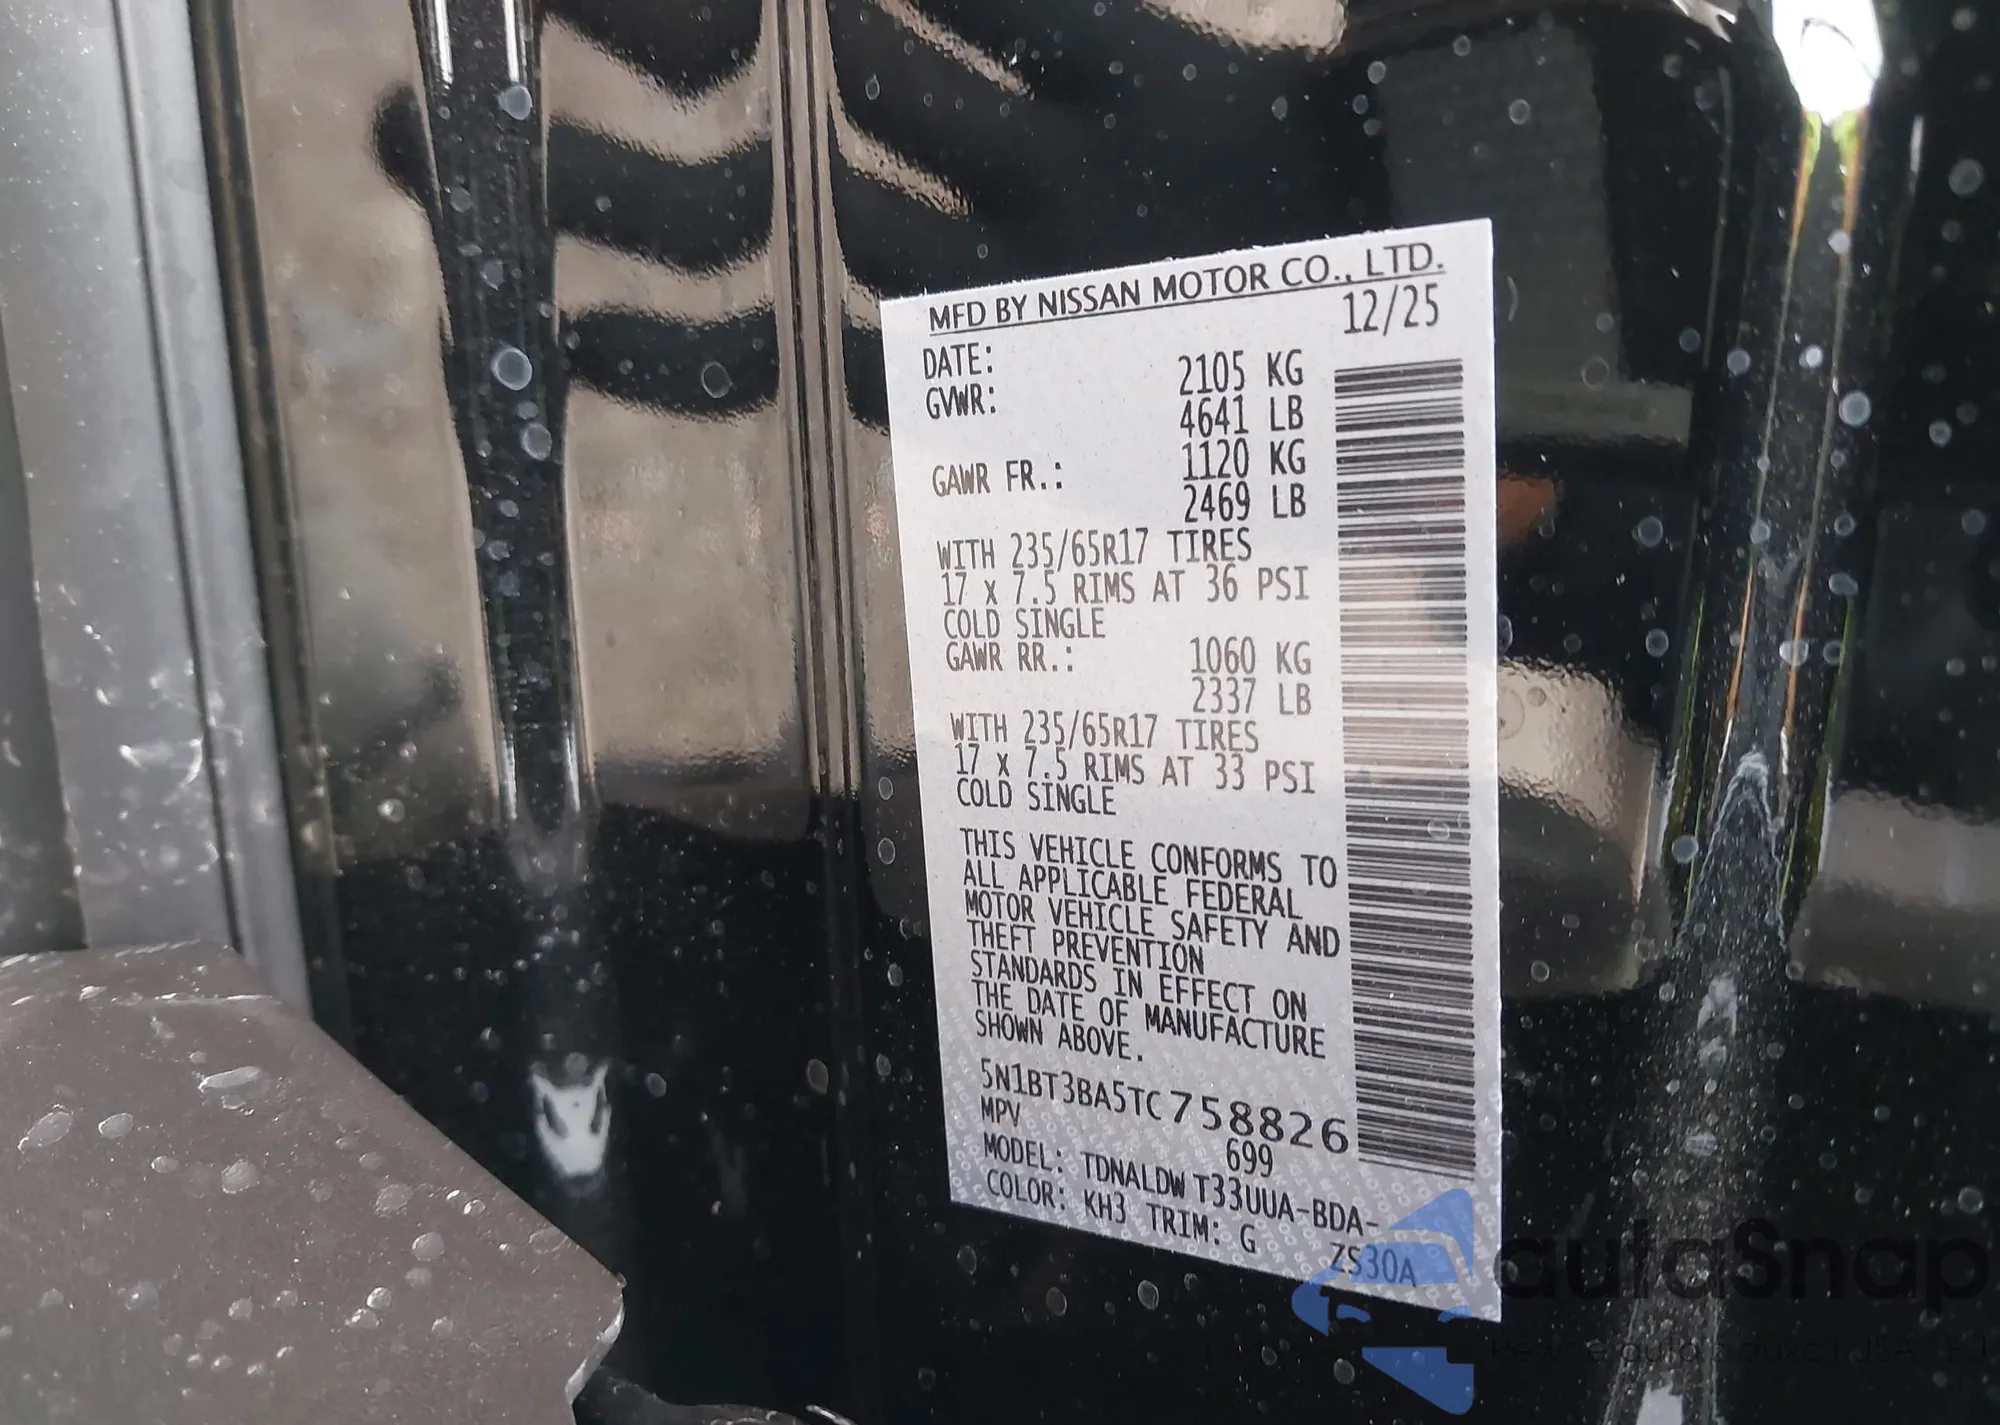 MFD BY NISSAN MOTOR CO., LTD.
DATE: 12/25
GVWR: 2105 KG
4641 LB
GAWR FR.: 1120 KG
2469 LB
WITH 235/65R17 TIRES
17 X 7.5 RIMS AT 36 PSI
COLD SINGLE
GAWR RR.: 1060 KG
2337 LB
WITH 235/65R17 TIRES
17 X 7.5 RIMS AT 33 PSI
COLD SINGLE
THIS VEHICLE CONFORMS TO
ALL APPLICABLE FEDERAL
MOTOR VEHICLE SAFETY AND
THEFT PREVENTION
STANDARDS IN EFFECT ON
THE DATE OF MANUFACTURE
SHOWN ABOVE.
5N1BT3BA5TC758826
MPV 699
MODEL: TDNALDW T33UUA-BDA-
COLOR: KH3 TRIM: G ZS30A
autaSnap